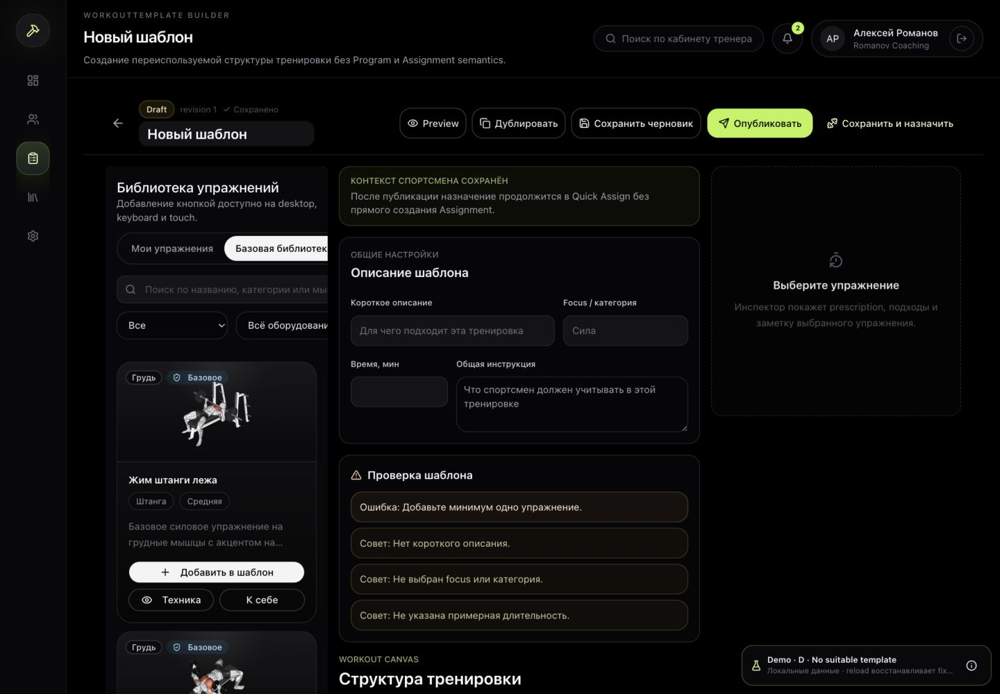 WORKOUTTEMPLATE BUILDER
Новый шаблон
Создание переиспользуемой структуры тренировки без Program и Assignment semantics.
Поиск по кабинету тренера
2
АР
Алексей Романов
Romanov Coaching
Draft
revision 1
Сохранено
Новый шаблон
Preview
Дублировать
Сохранить черновик
Опубликовать
Сохранить и назначить
Библиотека упражнений
Добавление кнопкой доступно на desktop,
keyboard и touch.
Мои упражнения
Базовая библиотек
Поиск по названию, категории или мы
Все
Всё оборудовани
Грудь
Базовое
Жим штанги лежа
Штанга
Средняя
Базовое силовое упражнение на
грудные мышцы с акцентом на...
Добавить в шаблон
Техника
К себе
Грудь
Базовое
КОНТЕКСТ СПОРТСМЕНА СОХРАНЁН
После публикации назначение продолжится в Quick Assign без
прямого создания Assignment.
ОБЩИЕ НАСТРОЙКИ
Описание шаблона
Короткое описание
Focus / категория
Для чего подходит эта тренировка
Сила
Время, мин
Общая инструкция
Что спортсмен должен учитывать в этой
тренировке
Проверка шаблона
Ошибка: Добавьте минимум одно упражнение.
Совет: Нет короткого описания.
Совет: Не выбран focus или категория.
Совет: Не указана примерная длительность.
WORKOUT CANVAS
Структура тренировки
Выберите упражнение
Инспектор покажет prescription, подходы и
заметку выбранного упражнения.
Demo · D · No suitable template
Локальные данные · reload восстанавливает fix...